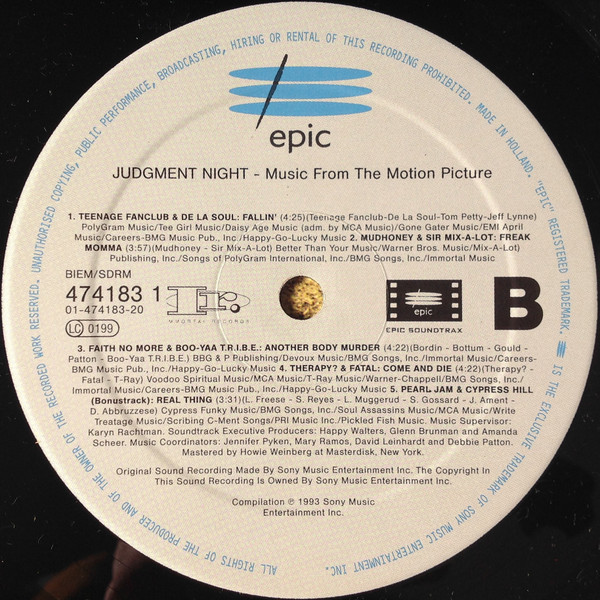 ALL RIGHTS OF THE PRODUCER AND OF THE OWNER OF THE RECORDED WORK RESERVED. UNAUTHORISED COPYING, PUBLIC PERFORMANCE, BROADCASTING, HIRING OR RENTAL OF THIS RECORDING PROHIBITED. MADE IN HOLLAND. "EPIC" REGISTERED TRADEMARK. IS THE EXCLUSIVE TRADEMARK OF SONY MUSIC ENTERTAINMENT INC.
epic
JUDGMENT NIGHT - Music From The Motion Picture
1. TEENAGE FANCLUB & DE LA SOUL: FALLIN' (4:25)(Teenage Fanclub-De La Soul-Tom Petty-Jeff Lynne)
PolyGram Music/Tee Girl Music/Daisy Age Music (adm. by MCA Music)/Gone Gater Music/EMI April
Music/Careers-BMG Music Pub., Inc./Happy-Go-Lucky Music 2. MUDHONEY & SIR MIX-A-LOT: FREAK
MOMMA (3:57)(Mudhoney - Sir Mix-A-Lot) Better Than Your Music/Warner Bros. Music/Mix-A-Lot/
Publishing, Inc./Songs of PolyGram International, Inc./BMG Songs, Inc./Immortal Music
BIEM/SDRM
474183 1
01-474183-20
LC 0199
IMMORTAL RECORDS
epic
EPIC SOUNDTRAX
B
3. FAITH NO MORE & BOO-YAA T.R.I.B.E.: ANOTHER BODY MURDER (4:22)(Bordin - Bottum - Gould -
Patton - Boo-Yaa T.R.I.B.E.) BBG & P Publishing/Devoux Music/BMG Songs, Inc./Immortal Music/Careers-
BMG Music Pub., Inc./Happy-Go-Lucky Music 4. THERAPY? & FATAL: COME AND DIE (4:22)(Therapy? -
Fatal - T-Ray) Voodoo Spiritual Music/MCA Music/T-Ray Music/Warner-Chappell/BMG Songs, Inc./
Immortal Music/Careers-BMG Music Pub., Inc./Happy-Go-Lucky Music 5. PEARL JAM & CYPRESS HILL
(Bonustrack): REAL THING (3:31)(L. Freese - S. Reyes - L. Muggerud - S. Gossard - J. Ament -
D. Abbruzzese) Cypress Funky Music/BMG Songs, Inc./Soul Assassins Music/MCA Music/Write
Treatage Music/Scribing C-Ment Songs/PRI Music Inc./Pickled Fish Music. Music Supervisor:
Karyn Rachtman. Soundtrack Executive Producers: Happy Walters, Glenn Brunman and Amanda
Scheer. Music Coordinators: Jennifer Pyken, Mary Ramos, David Leinhardt and Debbie Patton.
Mastered by Howie Weinberg at Masterdisk, New York.
Original Sound Recording Made By Sony Music Entertainment Inc. The Copyright In
This Sound Recording Is Owned By Sony Music Entertainment Inc.
Compilation ℗ 1993 Sony Music
Entertainment Inc.